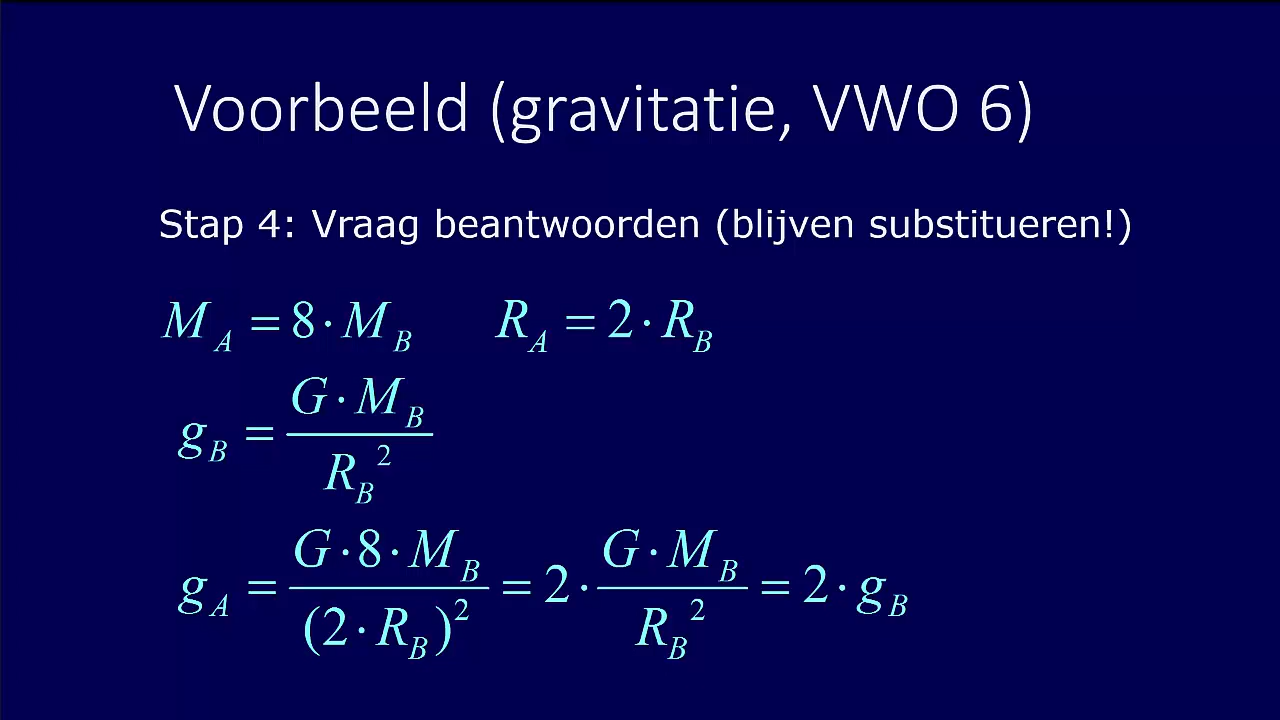 Voorbeeld (gravitatie, VWO 6)
Stap 4: Vraag beantwoorden (blijven substitueren!)
M_A = 8 · M_B    R_A = 2 · R_B
g_B = (G · M_B) / (R_B^2)
g_A = (G · 8 · M_B) / ((2 · R_B)^2) = 2 · (G · M_B) / (R_B^2) = 2 · g_B